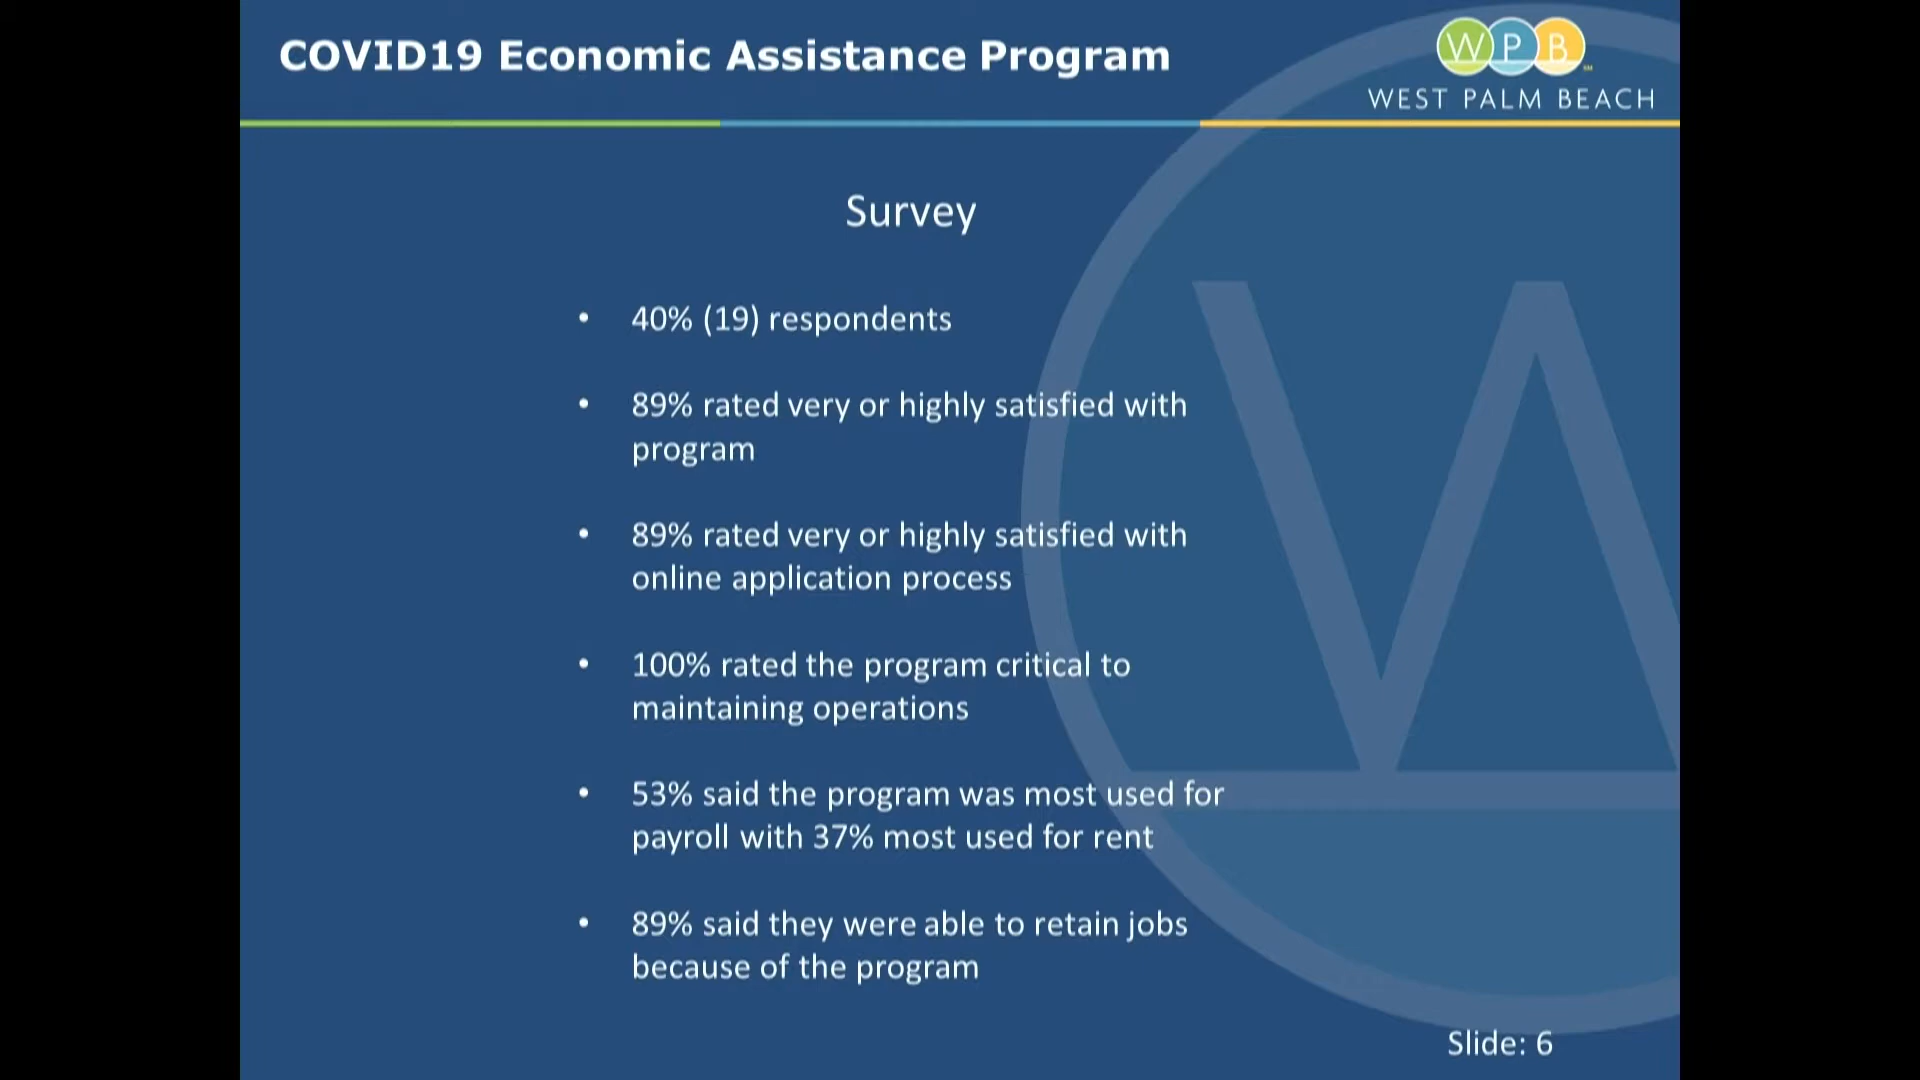 COVID19 Economic Assistance Program
WPB
WEST PALM BEACH
Survey
• 40% (19) respondents
• 89% rated very or highly satisfied with
program
• 89% rated very or highly satisfied with
online application process
• 100% rated the program critical to
maintaining operations
• 53% said the program was most used for
payroll with 37% most used for rent
• 89% said they were able to retain jobs
because of the program
Slide: 6